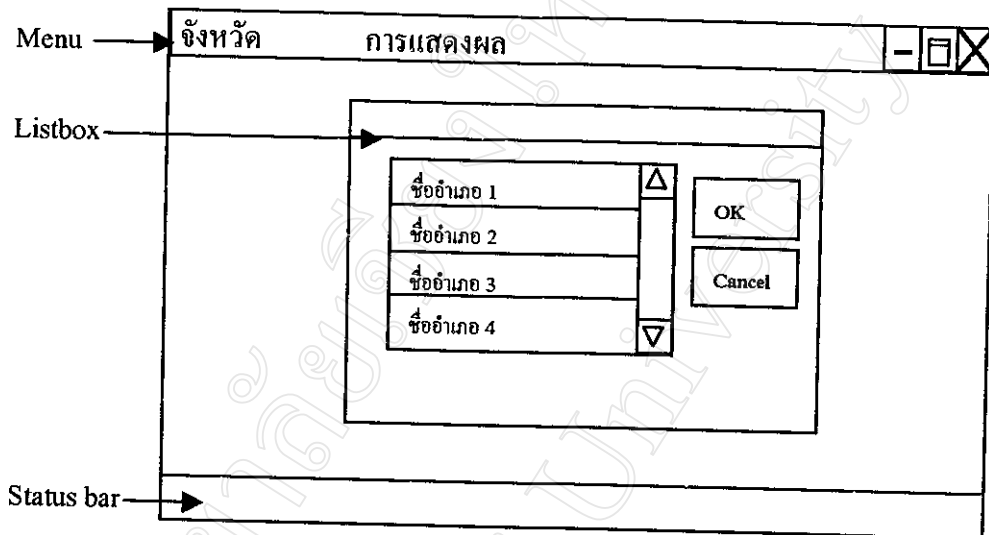 Menu จังหวัด การแสดงผล
Listbox
ชื่ออำเภอ 1
OK
ชื่ออำเภอ 2
ชื่ออำเภอ 3
Cancel
ชื่ออำเภอ 4
Status bar
University